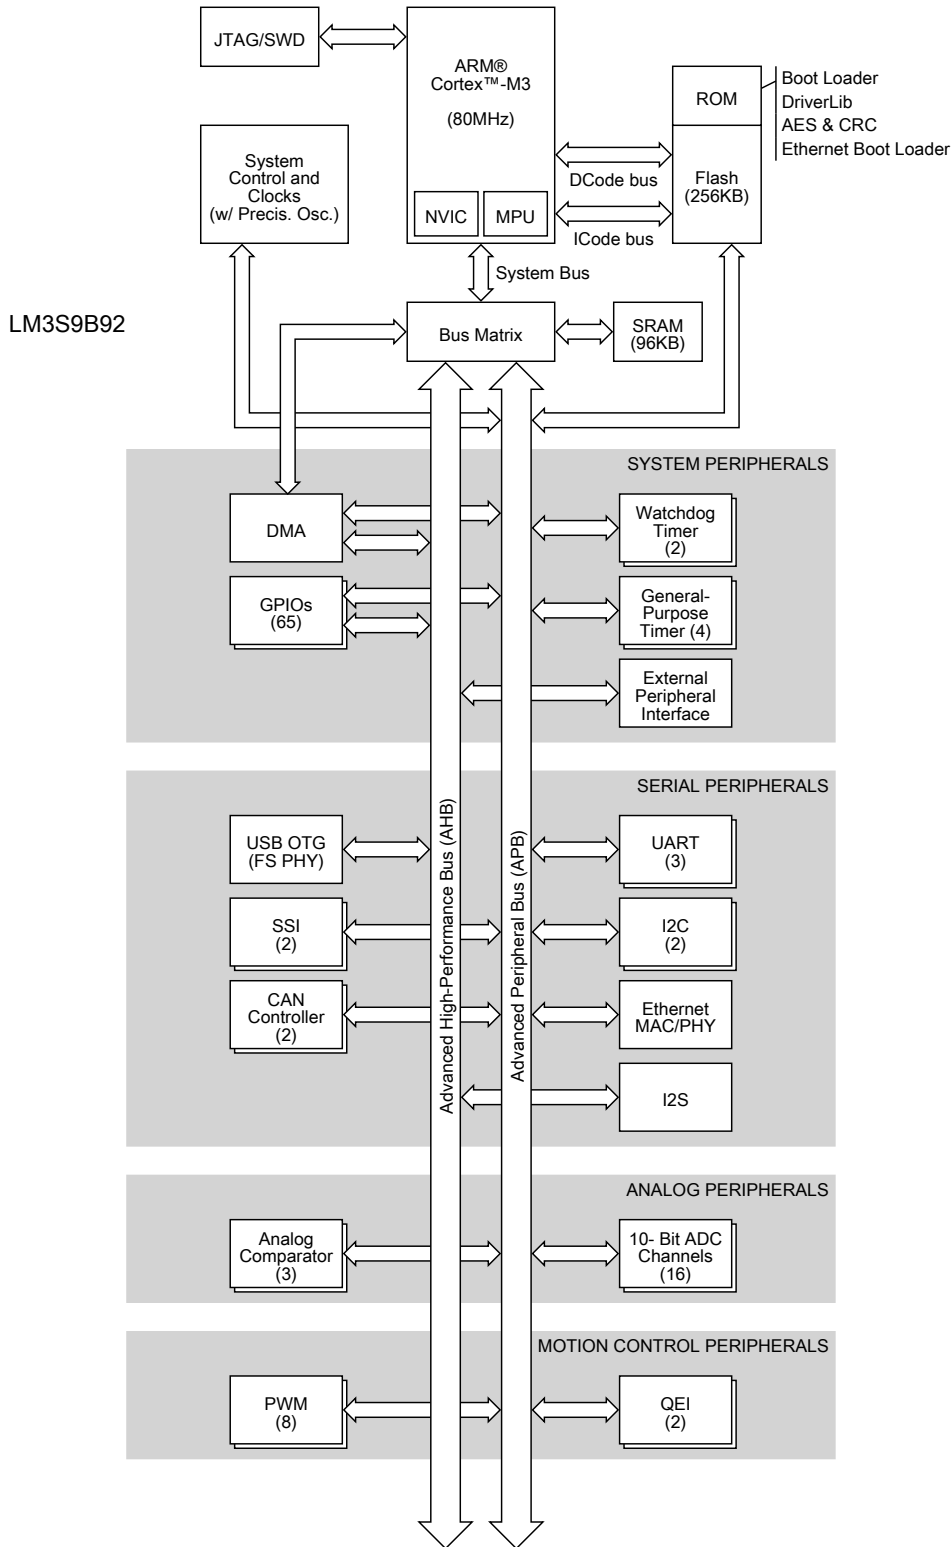 JTAG/SWD
ARM®
Cortex™-M3
(80MHz)
NVIC
MPU
ROM
Flash
(256KB)
Boot Loader
DriverLib
AES & CRC
Ethernet Boot Loader
DCode bus
ICode bus
System
Control and
Clocks
(w/ Precis. Osc.)
System Bus
LM3S9B92
Bus Matrix
SRAM
(96KB)
SYSTEM PERIPHERALS
DMA
Watchdog
Timer
(2)
GPIOs
(65)
General-
Purpose
Timer (4)
External
Peripheral
Interface
SERIAL PERIPHERALS
Advanced High-Performance Bus (AHB)
Advanced Peripheral Bus (APB)
USB OTG
(FS PHY)
UART
(3)
SSI
(2)
I2C
(2)
CAN
Controller
(2)
Ethernet
MAC/PHY
I2S
ANALOG PERIPHERALS
Analog
Comparator
(3)
10- Bit ADC
Channels
(16)
MOTION CONTROL PERIPHERALS
PWM
(8)
QEI
(2)